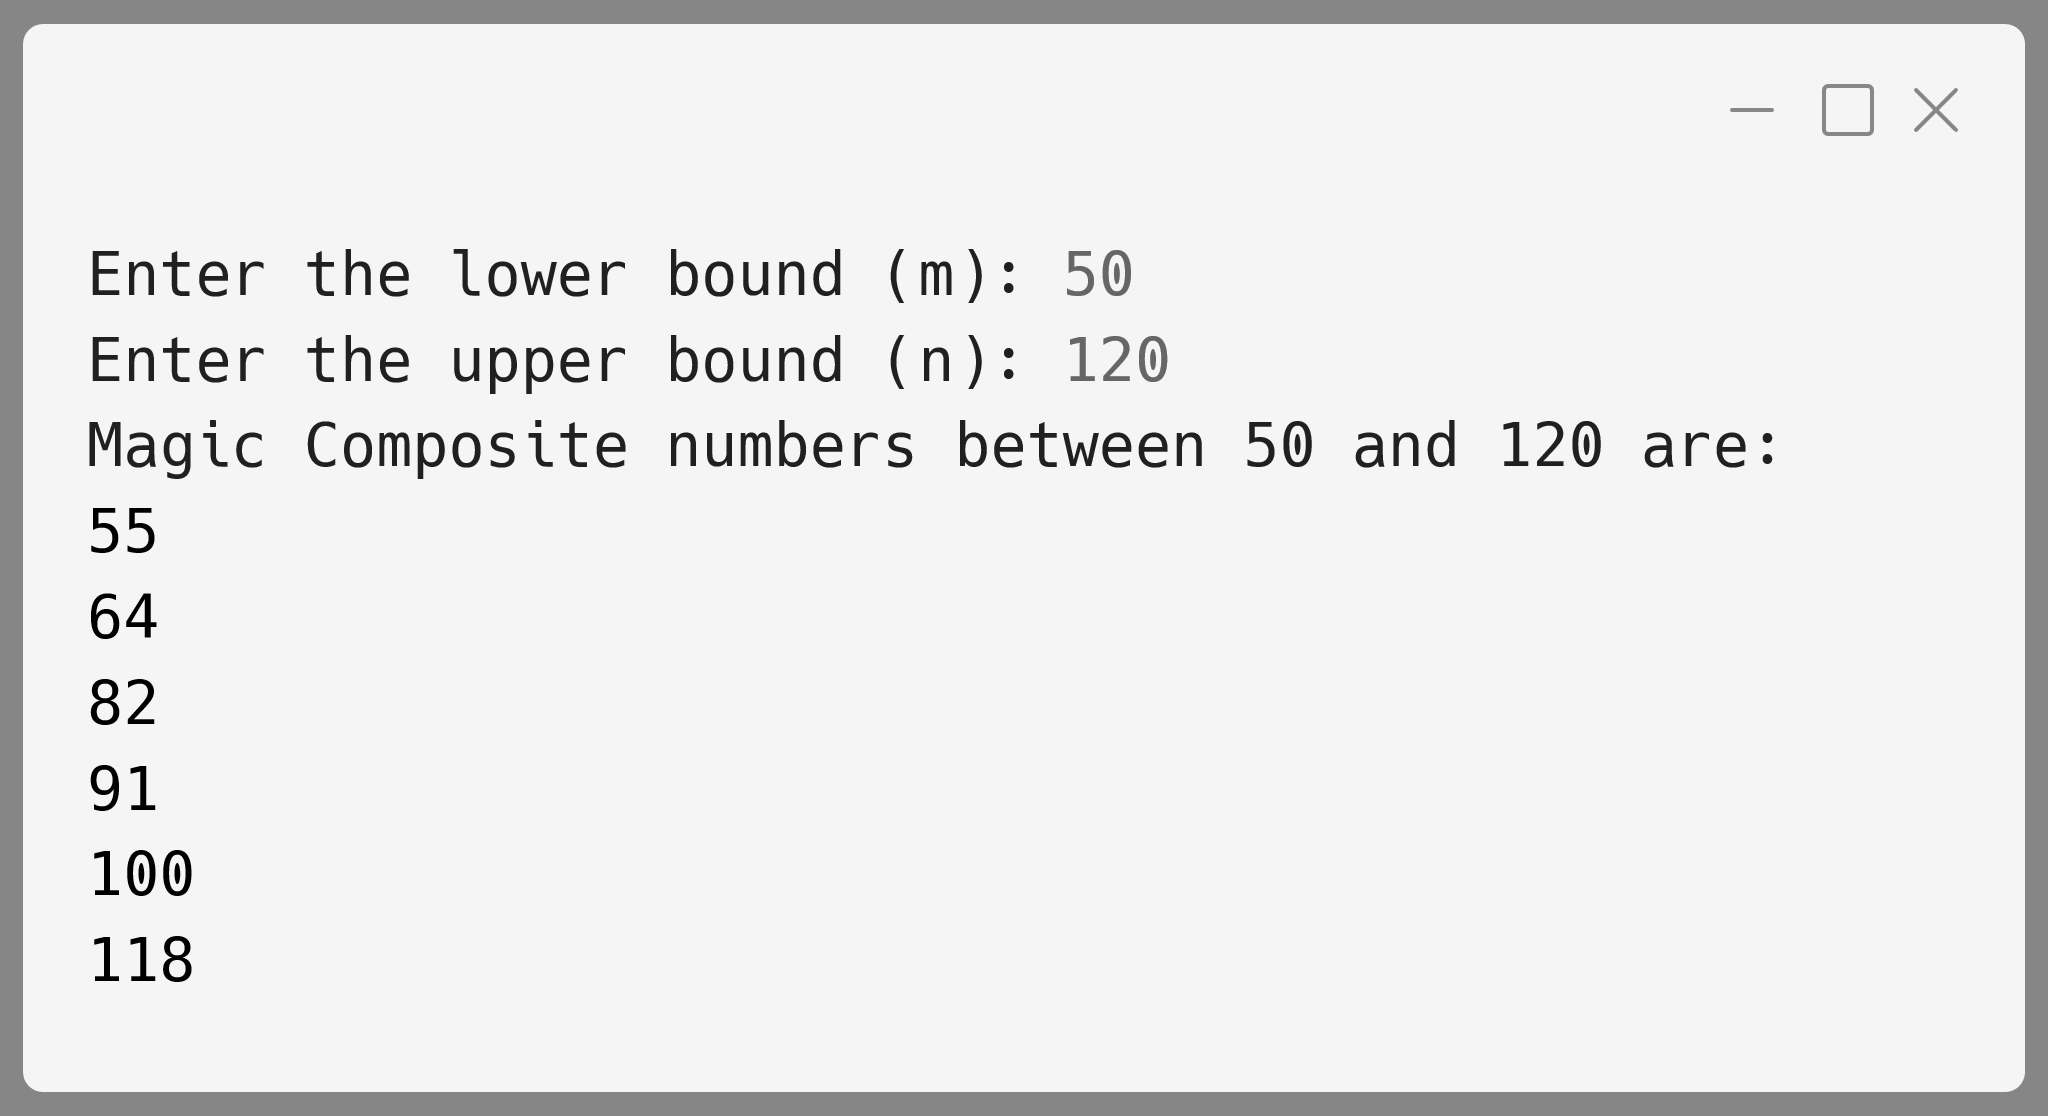 Enter the lower bound (m): 50
Enter the upper bound (n): 120
Magic Composite numbers between 50 and 120 are:
55
64
82
91
100
118